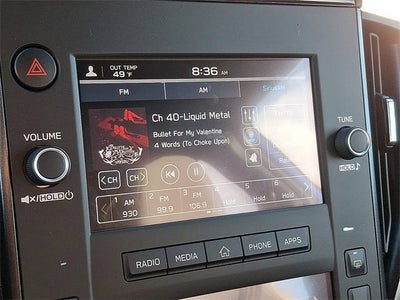 OUT TEMP
49 °F
8:36 AM
FM
AM
SiriusXM
Ch 40-Liquid Metal
Bullet For My Valentine
4 Words (To Choke Upon)
VOLUME
TUNE
HOLD
HOLD
CH
CH
1
AM
930
2
FM
99.9
3
FM
106.9
4
Hold
5
Hold
6
Hold
RADIO
MEDIA
PHONE
APPS